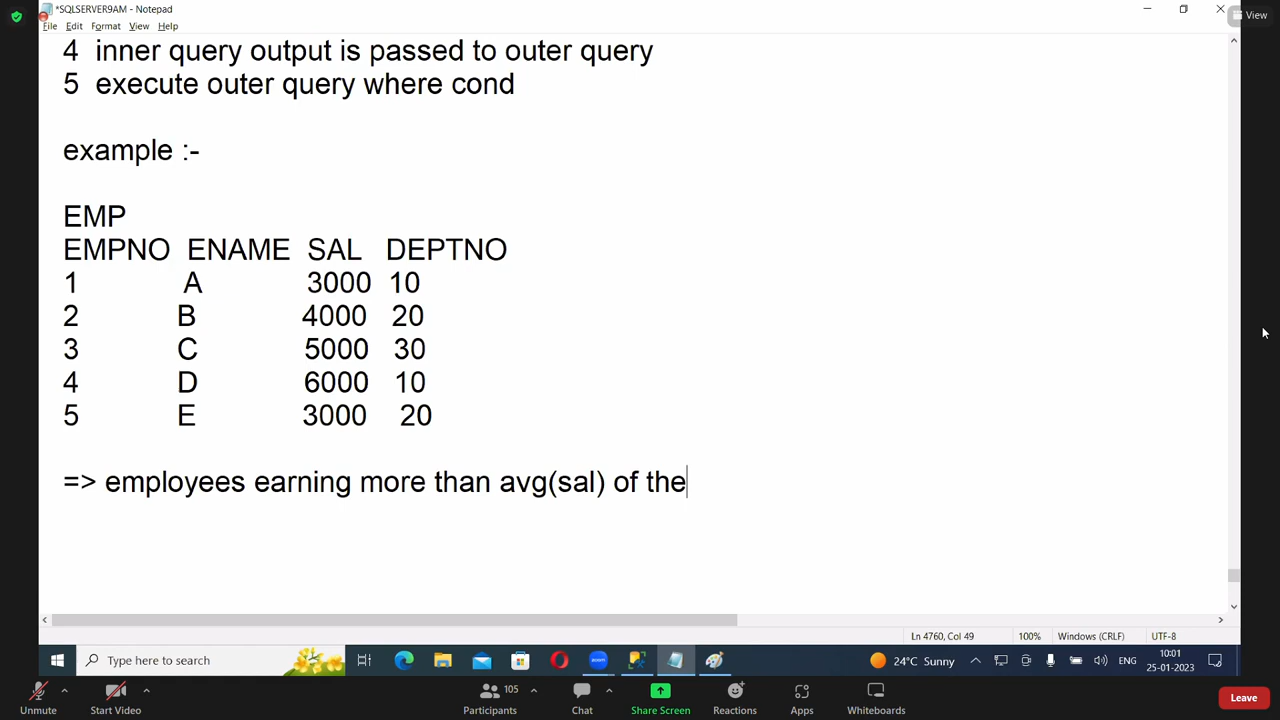 *SQLSERVER9AM - Notepad
View
File Edit Format View Help
4 inner query output is passed to outer query
5 execute outer query where cond
example :-
EMP
EMPNO ENAME SAL DEPTNO
1 A 3000 10
2 B 4000 20
3 C 5000 30
4 D 6000 10
5 E 3000 20
=> employees earning more than avg(sal) of the
Ln 4760, Col 49 100% Windows (CRLF) UTF-8
Type here to search
24°C Sunny
ENG
10:01
25-01-2023
105
Unmute Start Video Participants Chat Share Screen Reactions Apps Whiteboards
Leave